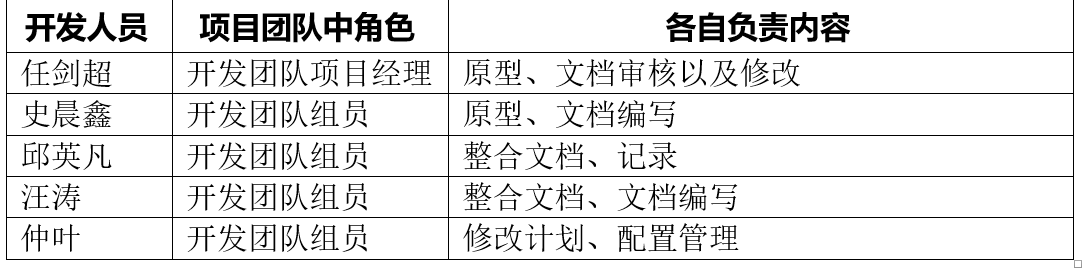 开发人员 项目团队中角色 各自负责内容
任剑超 开发团队项目经理 原型、文档审核以及修改
史晨鑫 开发团队组员 原型、文档编写
邱英凡 开发团队组员 整合文档、记录
汪涛 开发团队组员 整合文档、文档编写
仲叶 开发团队组员 修改计划、配置管理